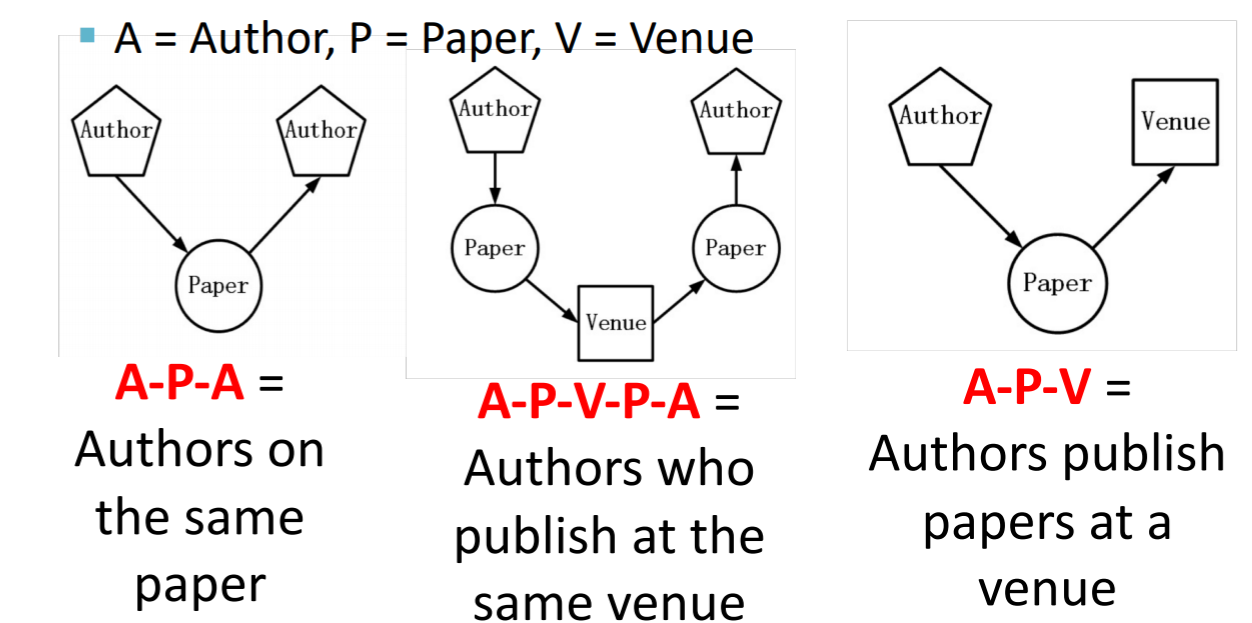 ▪ A = Author, P = Paper, V = Venue
Author
Author
Paper
A-P-A =
Authors on
the same
paper
Author
Author
Paper
Paper
Venue
A-P-V-P-A =
Authors who
publish at the
same venue
Author
Venue
Paper
A-P-V =
Authors publish
papers at a
venue